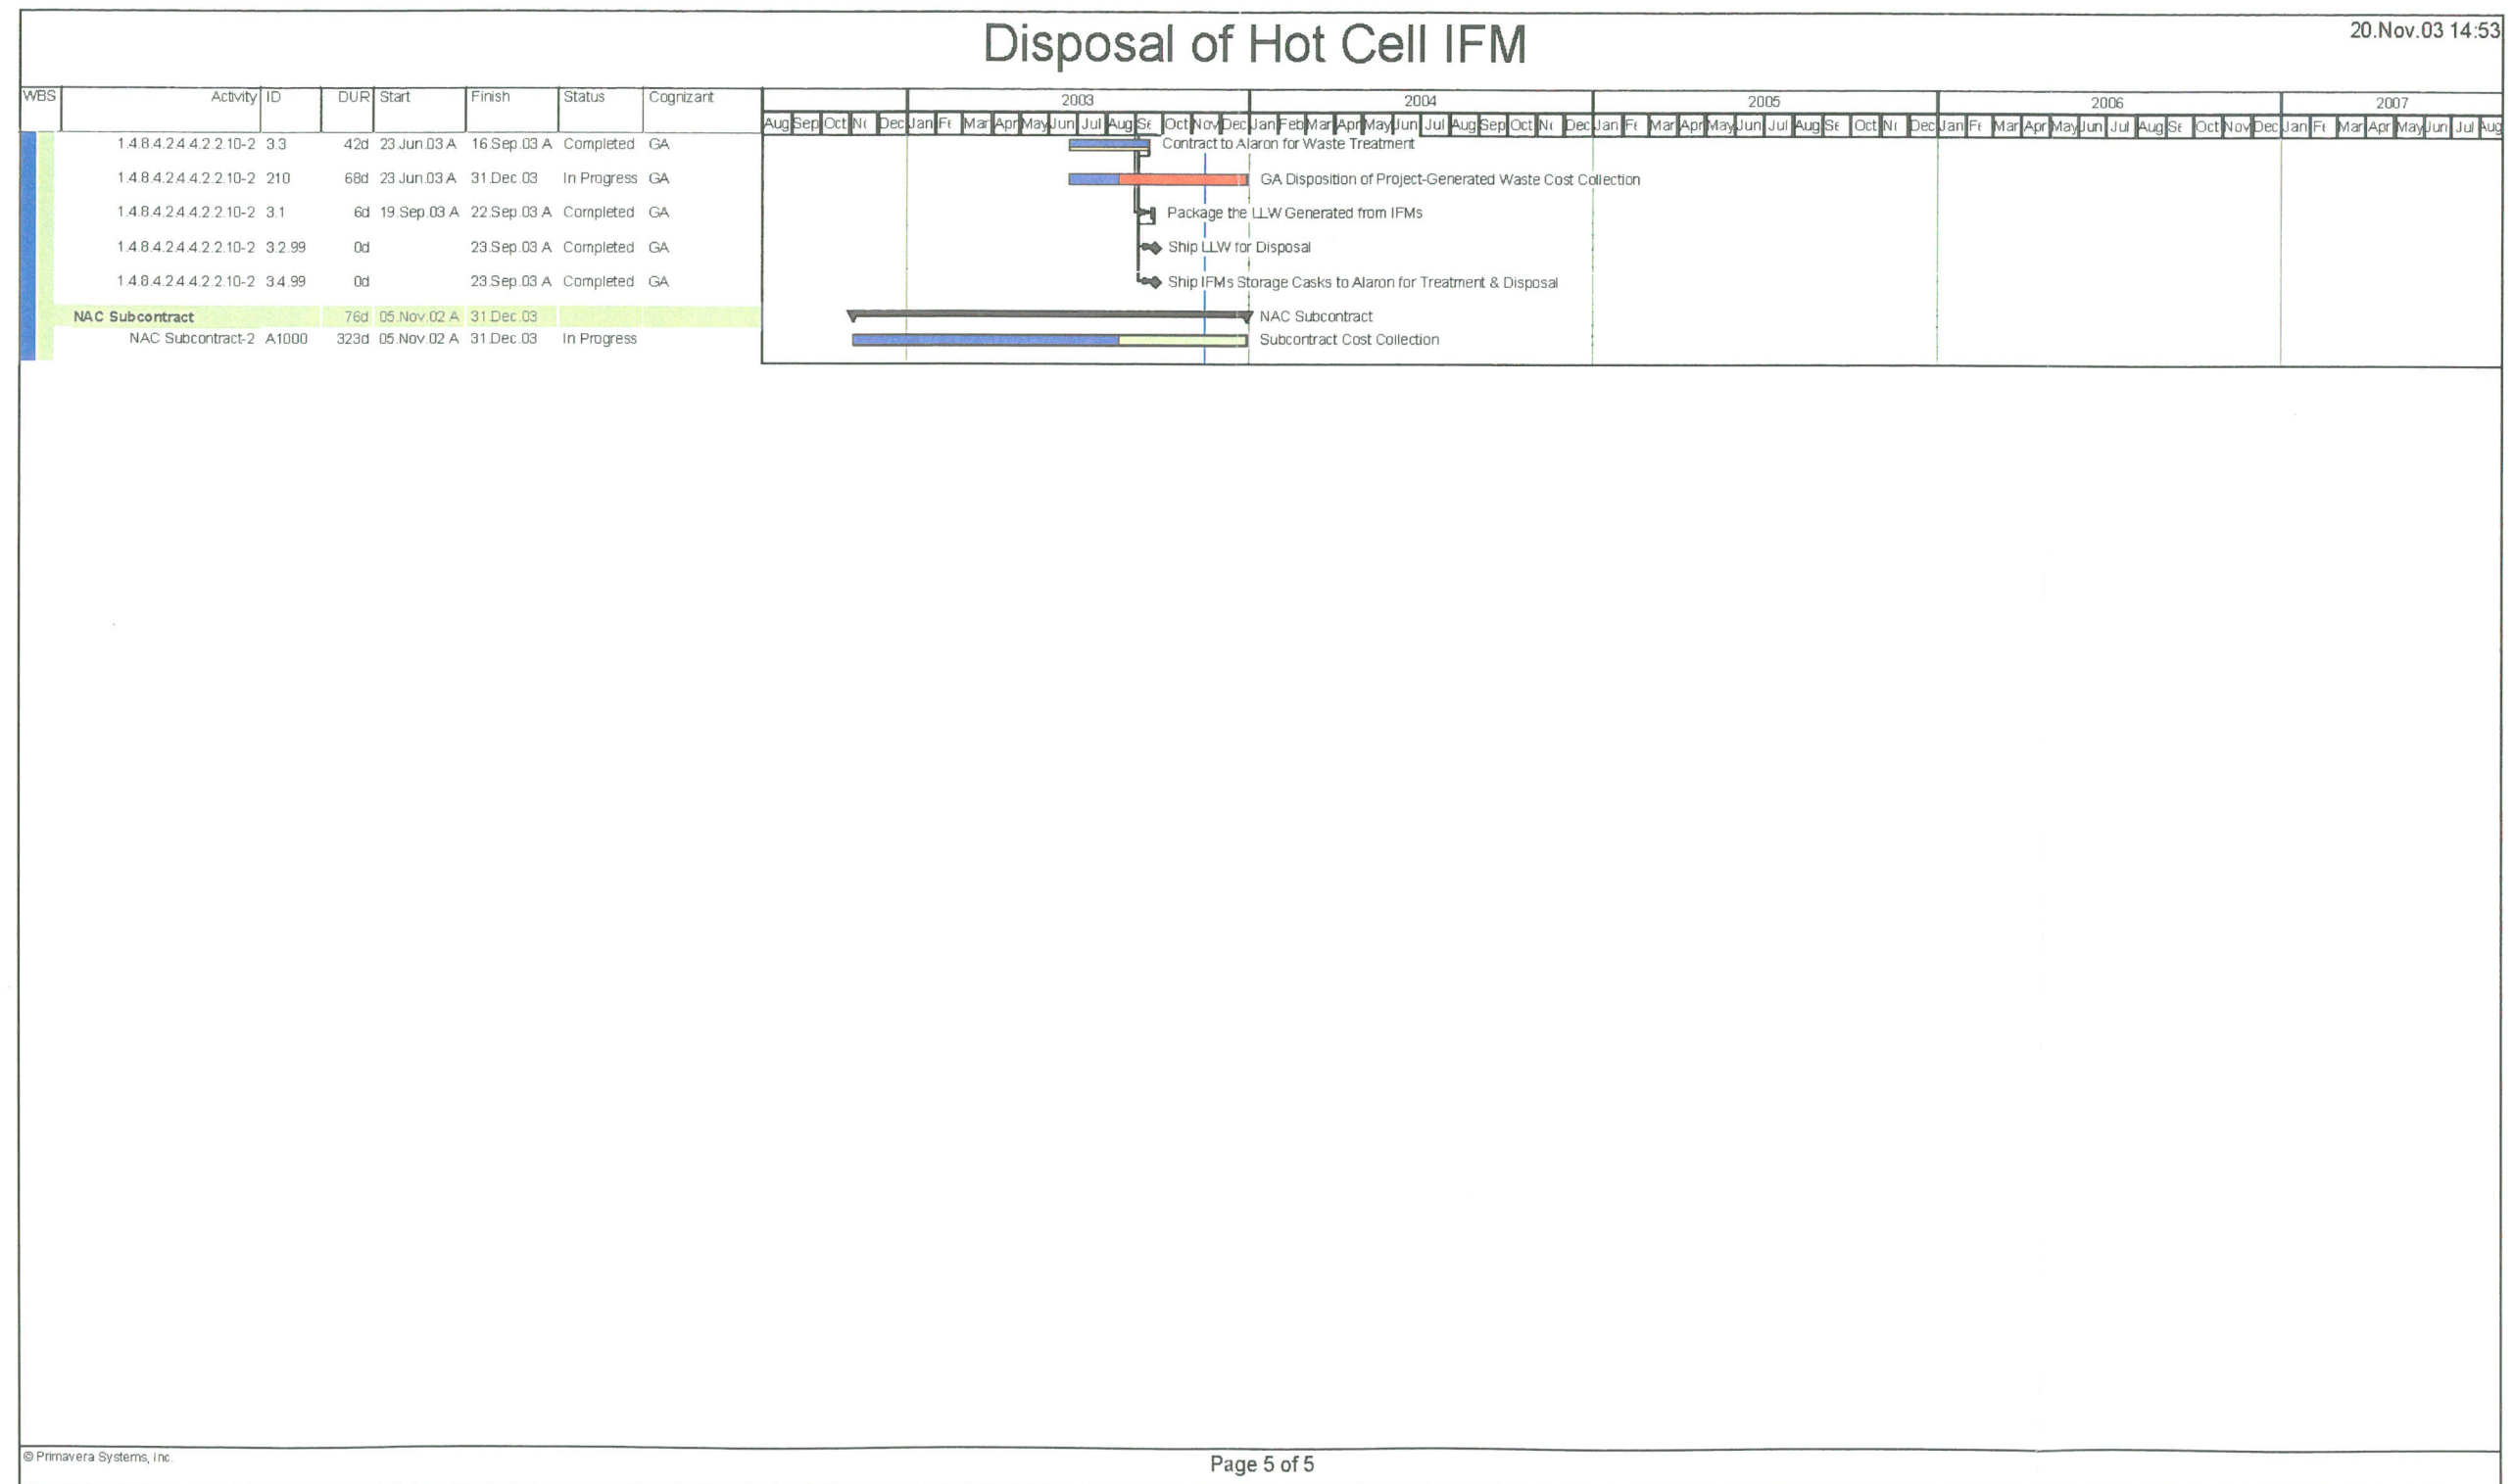 Disposal of Hot Cell IFM
20.Nov.03 14:53
WBS Activity ID DUR Start Finish Status Cognizant
2003 2004 2005 2006 2007
Aug Sep Oct Nc Dec Jan Fe Mar Apr May Jun Jul Aug Se Oct Nov Dec Jan Feb Mar Apr May Jun Jul Aug Sep Oct Nc Dec Jan Fe Mar Apr May Jun Jul Aug Se Oct Nc Dec Jan Fe Mar Apr May Jun Jul Aug Se Oct Nov Dec Jan Fe Mar Apr May Jun Jul Aug
1.4.8.4.2.4.4.2.2.10-2 3.3 42d 23.Jun.03 A 16.Sep.03 A Completed GA Contract to Alaron for Waste Treatment
1.4.8.4.2.4.4.2.2.10-2 210 68d 23.Jun.03 A 31.Dec.03 In Progress GA GA Disposition of Project-Generated Waste Cost Collection
1.4.8.4.2.4.4.2.2.10-2 3.1 6d 19.Sep.03 A 22.Sep.03 A Completed GA Package the LLW Generated from IFMs
1.4.8.4.2.4.4.2.2.10-2 3.2.99 0d 23.Sep.03 A Completed GA Ship LLW for Disposal
1.4.8.4.2.4.4.2.2.10-2 3.4.99 0d 23.Sep.03 A Completed GA Ship IFMs Storage Casks to Alaron for Treatment & Disposal
NAC Subcontract 76d 05.Nov.02 A 31.Dec.03 NAC Subcontract
NAC Subcontract-2 A1000 323d 05.Nov.02 A 31.Dec.03 In Progress Subcontract Cost Collection
© Primavera Systems, Inc.
Page 5 of 5